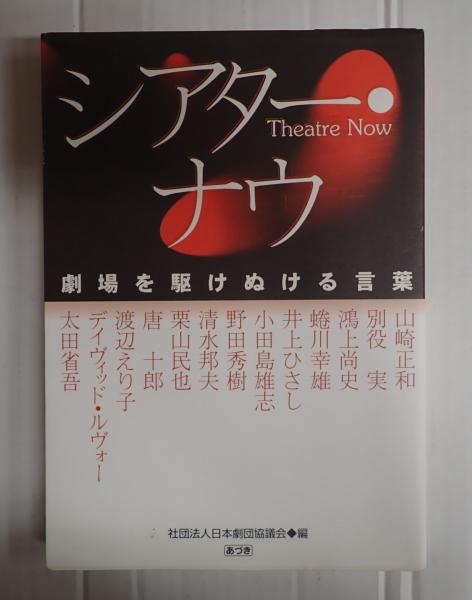 シアター・
Theatre Now
ナウ
劇場を駆けぬける言葉
山崎正和
別役 実
鴻上尚史
蜷川幸雄
井上ひさし
小田島雄志
野田秀樹
清水邦夫
栗山民也
唐 十郎
渡辺えり子
デイヴィッド・ルヴォー
太田省吾
社団法人日本劇団協議会◆編
あづき